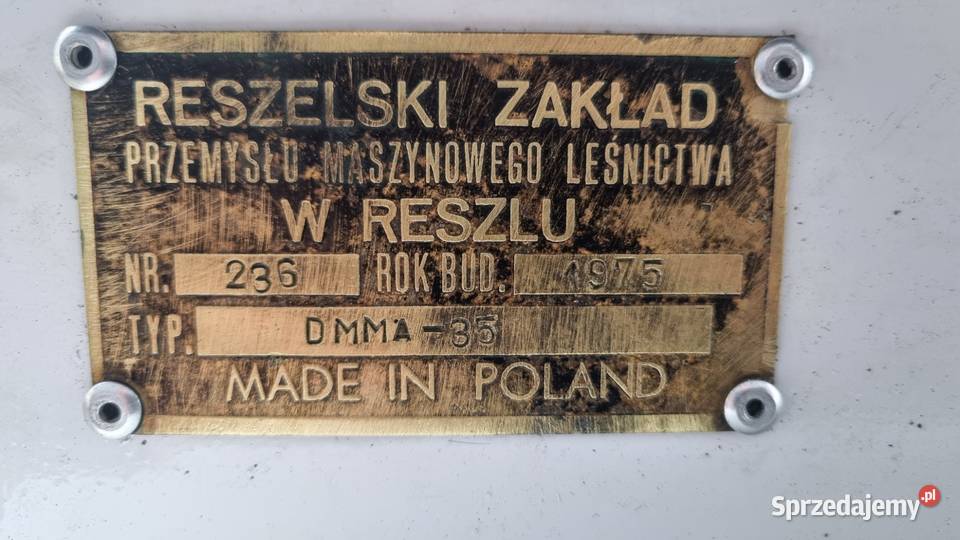 RESZELSKI ZAKŁAD
PRZEMYSŁU MASZYNOWEGO LEŚNICTWA
W RESZLU
NR. 236 ROK BUD. 1975
TYP. DMMA-35
MADE IN POLAND
Sprzedajemy.pl